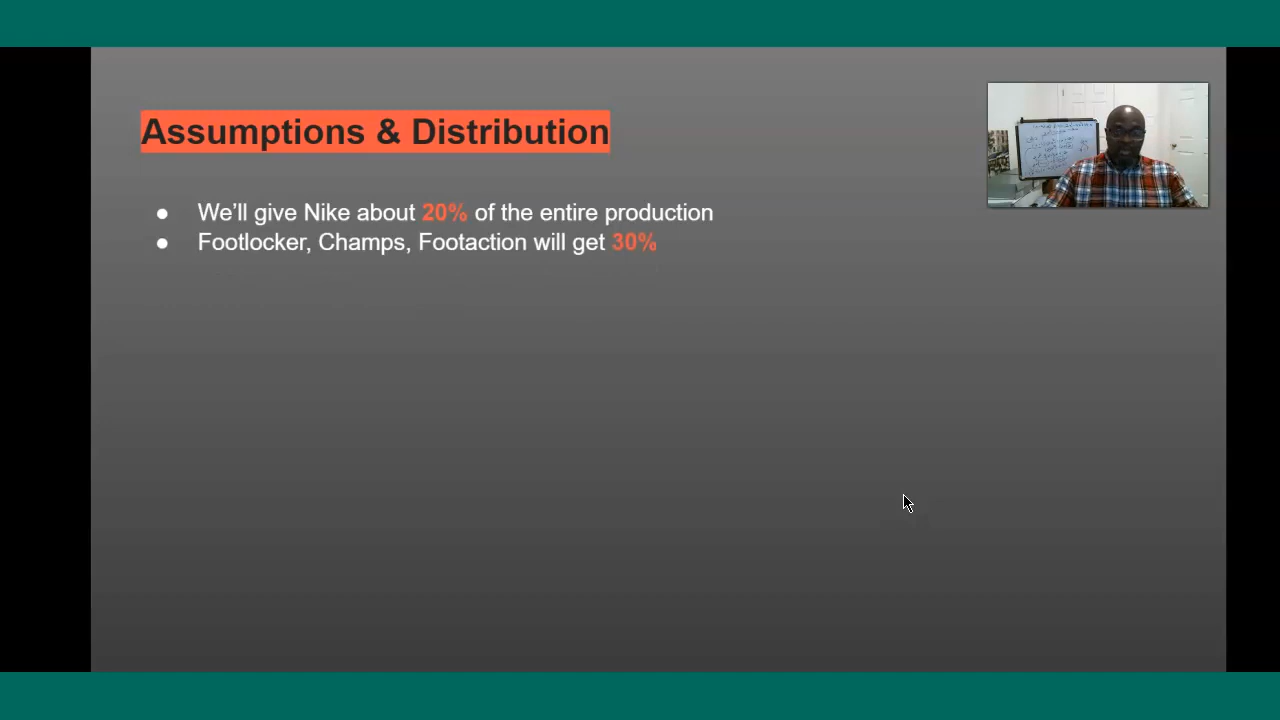 Assumptions & Distribution
● We’ll give Nike about 20% of the entire production
● Footlocker, Champs, Footaction will get 30%